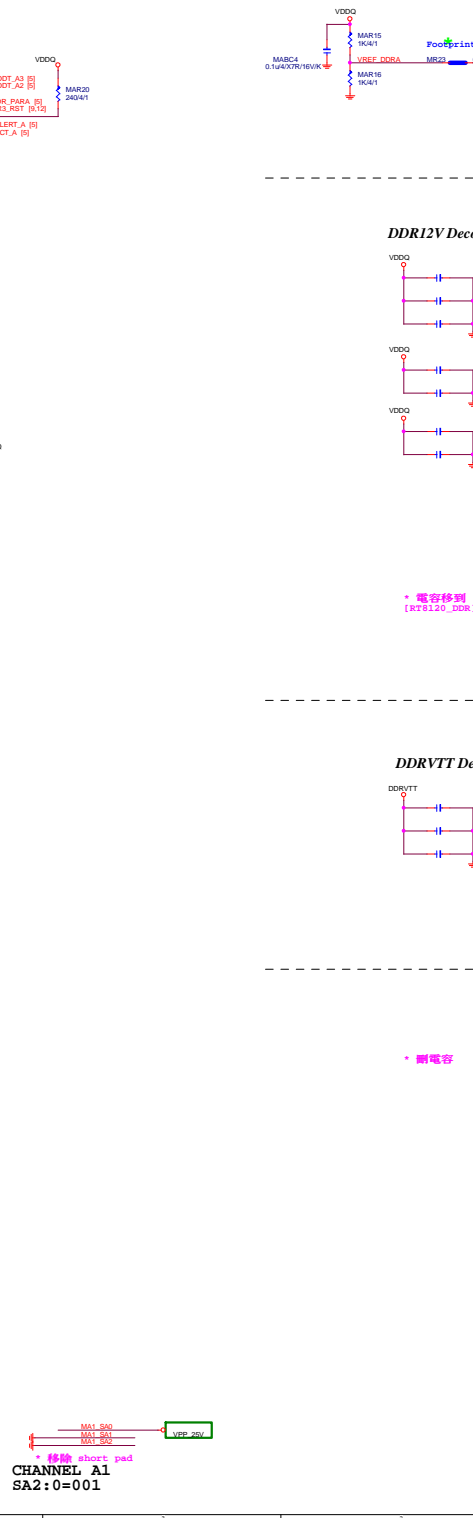 VDDQ
MAR15
1K/4/1
Footprint
MABC4
0.1u/4/X7R/16V/K
VREF_DDRA
MR23
MAR16
1K/4/1
VDDQ
DDT_A3 [5]
DDT_A2 [5]
MAR20
240/4/1
R_PARA [5]
R3_RST [9,12]
LERT_A [5]
CT_A [5]
DDR12V Deco
VDDQ
VDDQ
VDDQ
* 電容移到
[RT8120_DDR
DDRVTT De
DDRVTT
* 刪電容
MA1_SA0
MA1_SA1
MA1_SA2
VPP_25V
* 移除 short pad
CHANNEL A1
SA2:0=001